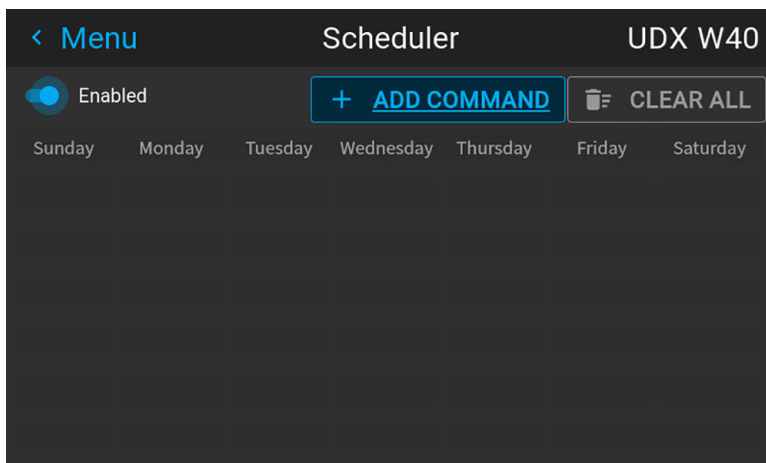 Menu Scheduler UDX W40
Enabled + ADD COMMAND CLEAR ALL
Sunday Monday Tuesday Wednesday Thursday Friday Saturday